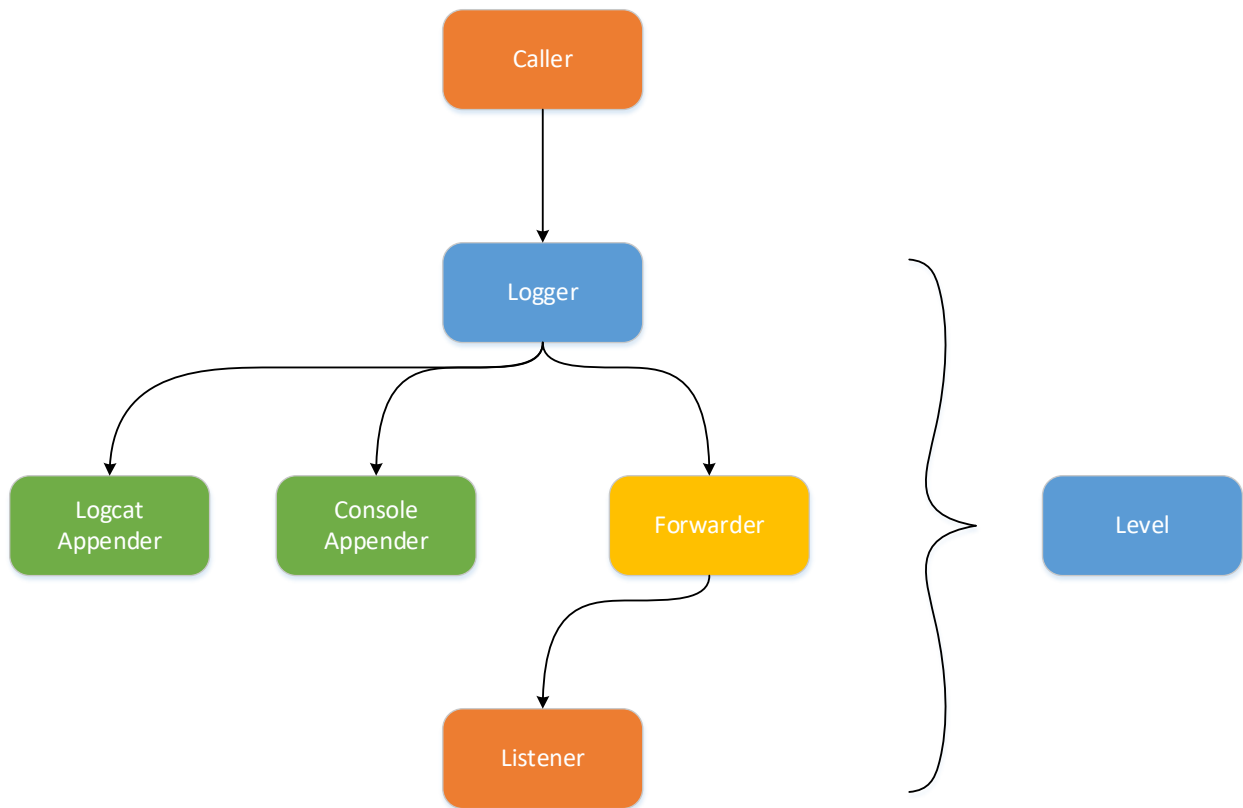 Caller
Logger
Logcat
Appender
Console
Appender
Forwarder
Level
Listener